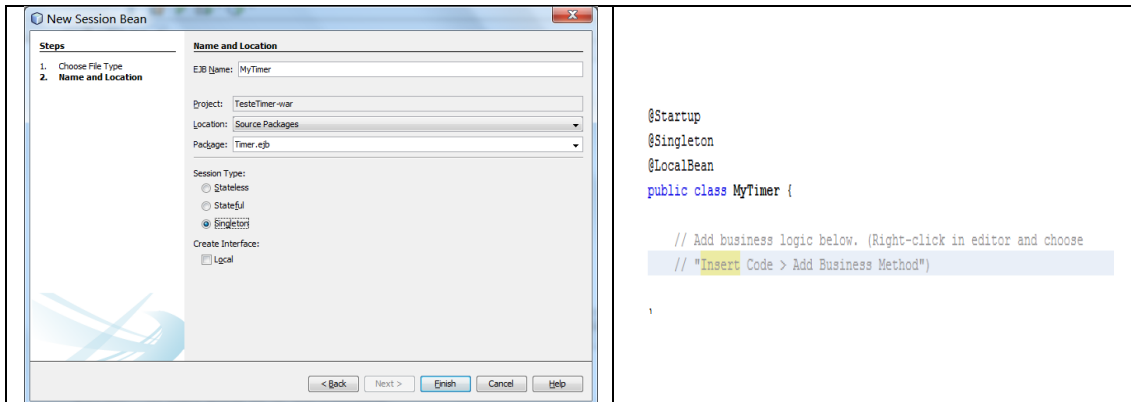 New Session Bean
Steps
1. Choose File Type
2. Name and Location
Name and Location
EJB Name: MyTimer
Project: TesteTimer-war
Location: Source Packages
Package: Timer.ejb
Session Type:
Stateless
Stateful
Singleton
Create Interface:
Local
< Back Next > Finish Cancel Help
@Startup
@Singleton
@LocalBean
public class MyTimer {
// Add business logic below. (Right-click in editor and choose
// "Insert Code > Add Business Method")
}